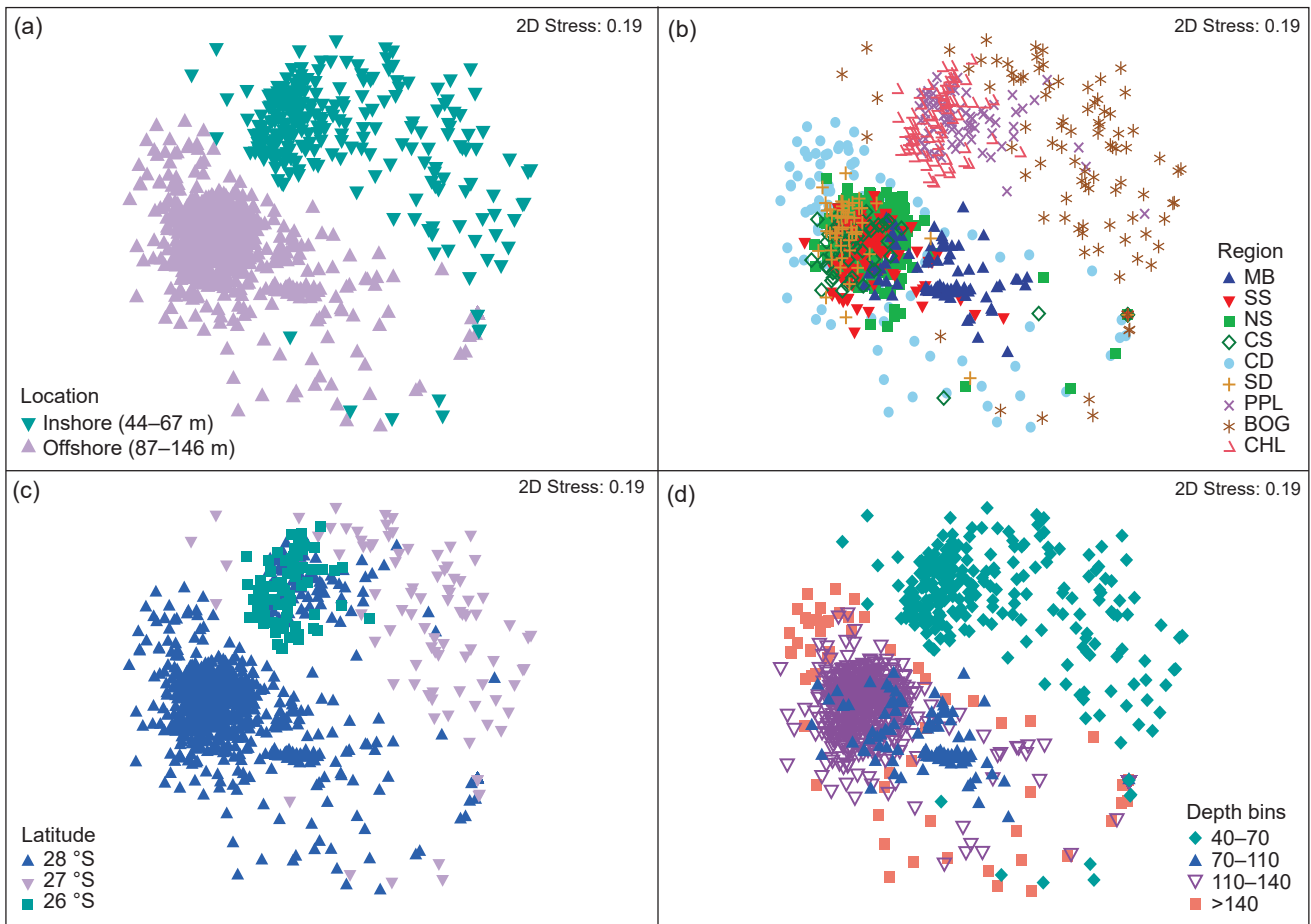 (a)
2D Stress: 0.19
Location
Inshore (44–67 m)
Offshore (87–146 m)
(b)
2D Stress: 0.19
Region
MB
SS
NS
CS
CD
SD
PPL
BOG
CHL
(c)
2D Stress: 0.19
Latitude
28 °S
27 °S
26 °S
(d)
2D Stress: 0.19
Depth bins
40–70
70–110
110–140
>140